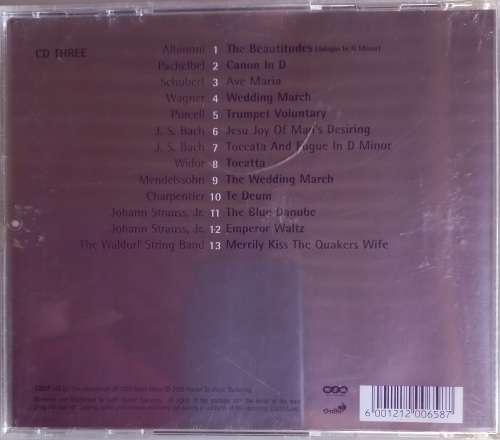 CD THREE
Albinoni 1 The Beautitudes (Adagio In G Minor)
Pachelbel 2 Canon In D
Schubert 3 Ave Maria
Wagner 4 Wedding March
Purcell 5 Trumpet Voluntary
J. S. Bach 6 Jesu Joy Of Man's Desiring
J. S. Bach 7 Toccata And Fugue In D Minor
Widor 8 Tocatta
Mendelssohn 9 The Wedding March
Charpentier 10 Te Deum
Johann Strauss, Jr. 11 The Blue Danube
Johann Strauss, Jr. 12 Emperor Waltz
The Waldorf String Band 13 Merrily Kiss The Quakers Wife
6 001212 006587